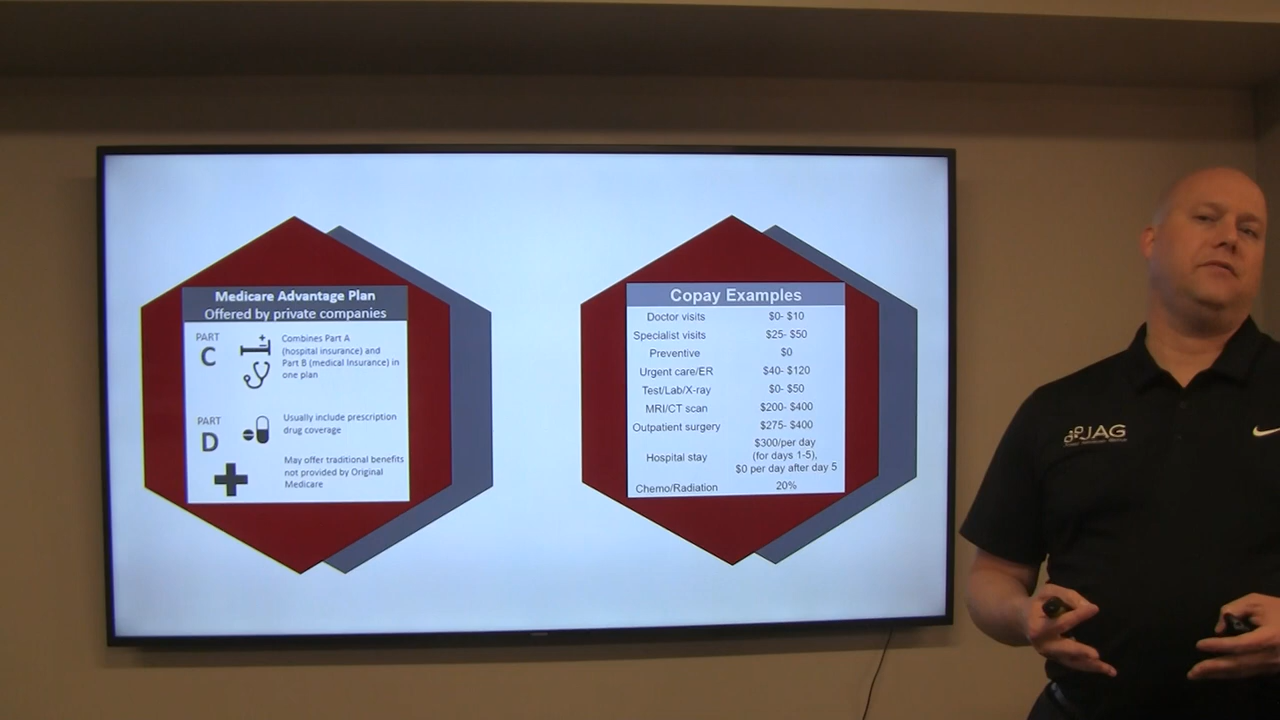 Medicare Advantage Plan
Offered by private companies
PART
C
Combines Part A
(hospital insurance) and
Part B (medical Insurance) in
one plan
PART
D
Usually include prescription
drug coverage
May offer traditional benefits
not provided by Original
Medicare
Copay Examples
Doctor visits $0- $10
Specialist visits $25- $50
Preventive $0
Urgent care/ER $40- $120
Test/Lab/X-ray $0- $50
MRI/CT scan $200- $400
Outpatient surgery $275- $400
Hospital stay $300/per day
(for days 1-5),
$0 per day after day 5
Chemo/Radiation 20%
JAG